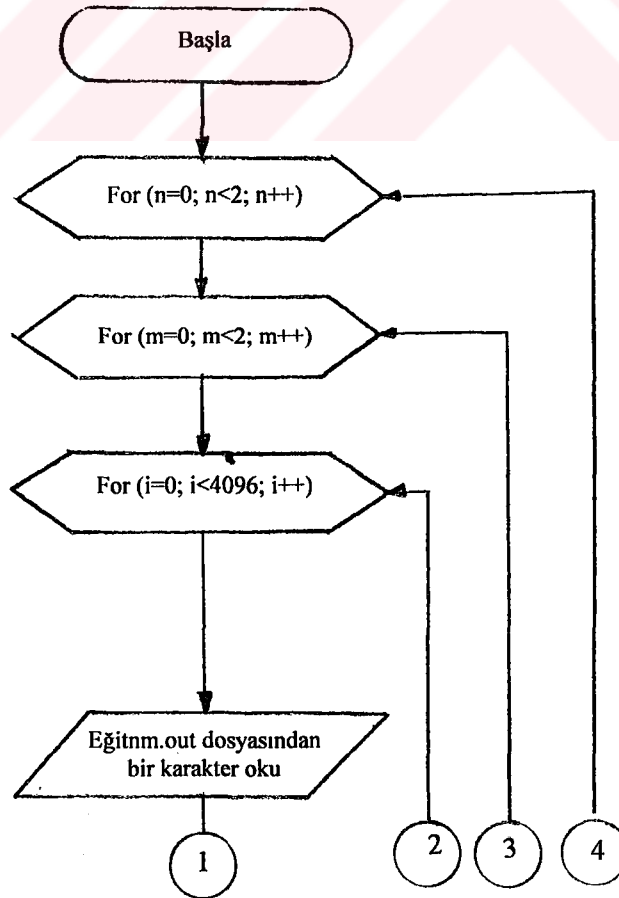 Başla
For (n=0; n<2; n++)
For (m=0; m<2; m++)
For (i=0; i<4096; i++)
Eğitnm.out dosyasından
bir karakter oku
1
2
3
4